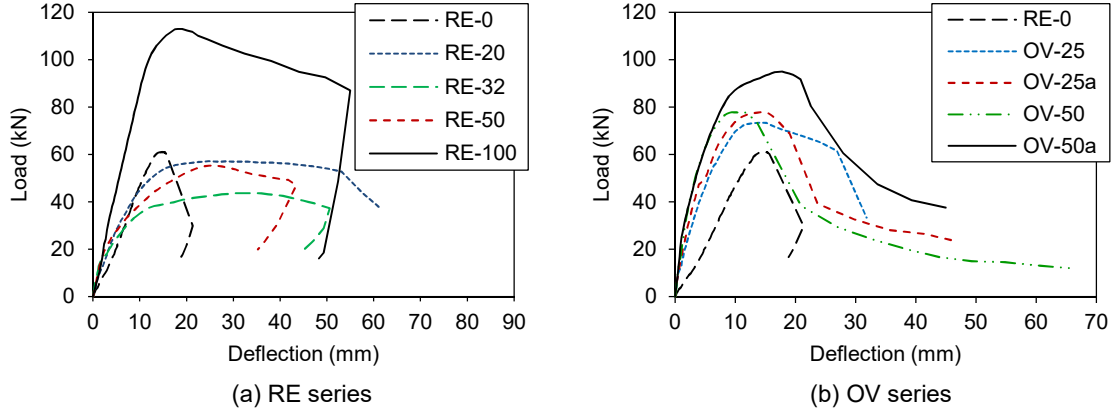 120
100
80
60
40
20
0
Load (kN)
0 10 20 30 40 50 60 70 80 90
Deflection (mm)
RE-0
RE-20
RE-32
RE-50
RE-100
(a) RE series
120
100
80
60
40
20
0
Load (kN)
0 10 20 30 40 50 60 70
Deflection (mm)
RE-0
OV-25
OV-25a
OV-50
OV-50a
(b) OV series